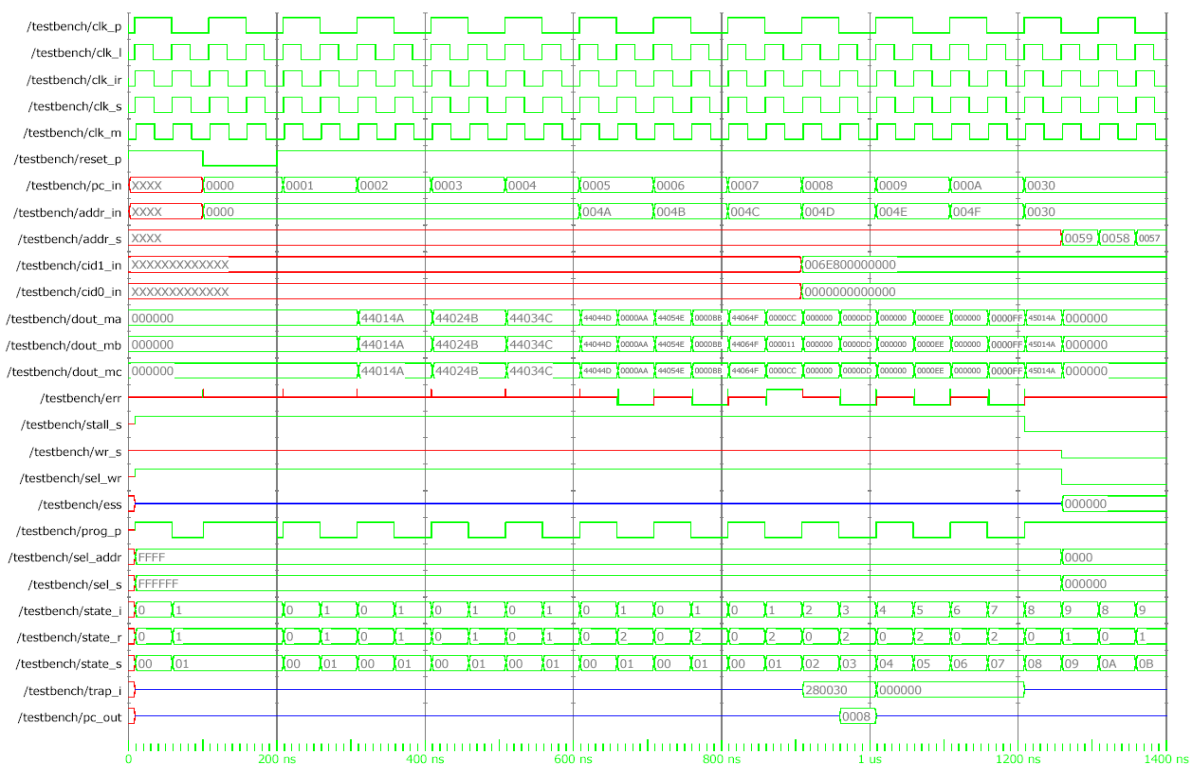 /testbench/clk_p
/testbench/clk_l
/testbench/clk_ir
/testbench/clk_s
/testbench/clk_m
/testbench/reset_p
/testbench/pc_in XXXX 0000 0001 0002 0003 0004 0005 0006 0007 0008 0009 000A 0030
/testbench/addr_in XXXX 0000 004A 004B 004C 004D 004E 004F 0030
/testbench/addr_s XXXX 0059 0058 0057
/testbench/cid1_in XXXXXXXXXXXXX 006E800000000
/testbench/cid0_in XXXXXXXXXXXXX 0000000000000
/testbench/dout_ma 000000 44014A 44024B 44034C 44044D 0000AA 44054E 0000BB 44064F 0000CC 000000 0000DD 000000 0000EE 000000 0000FF 45014A 000000
/testbench/dout_mb 000000 44014A 44024B 44034C 44044D 0000AA 44054E 0000BB 44064F 000011 000000 0000DD 000000 0000EE 000000 0000FF 45014A 000000
/testbench/dout_mc 000000 44014A 44024B 44034C 44044D 0000AA 44054E 0000BB 44064F 0000CC 000000 0000DD 000000 0000EE 000000 0000FF 45014A 000000
/testbench/err
/testbench/stall_s
/testbench/wr_s
/testbench/sel_wr
/testbench/ess 000000
/testbench/prog_p
/testbench/sel_addr FFFF 0000
/testbench/sel_s FFFFFF 000000
/testbench/state_i 0 1 0 1 0 1 0 1 0 1 0 1 0 1 0 1 2 3 4 5 6 7 8 9 8 9
/testbench/state_r 0 1 0 1 0 1 0 1 0 1 0 2 0 2 0 2 0 2 0 2 0 2 0 1 0 1
/testbench/state_s 00 01 00 01 00 01 00 01 00 01 00 01 00 01 00 01 02 03 04 05 06 07 08 09 0A 0B
/testbench/trap_i 280030 000000
/testbench/pc_out 0008
0 200 ns 400 ns 600 ns 800 ns 1 us 1200 ns 1400 ns